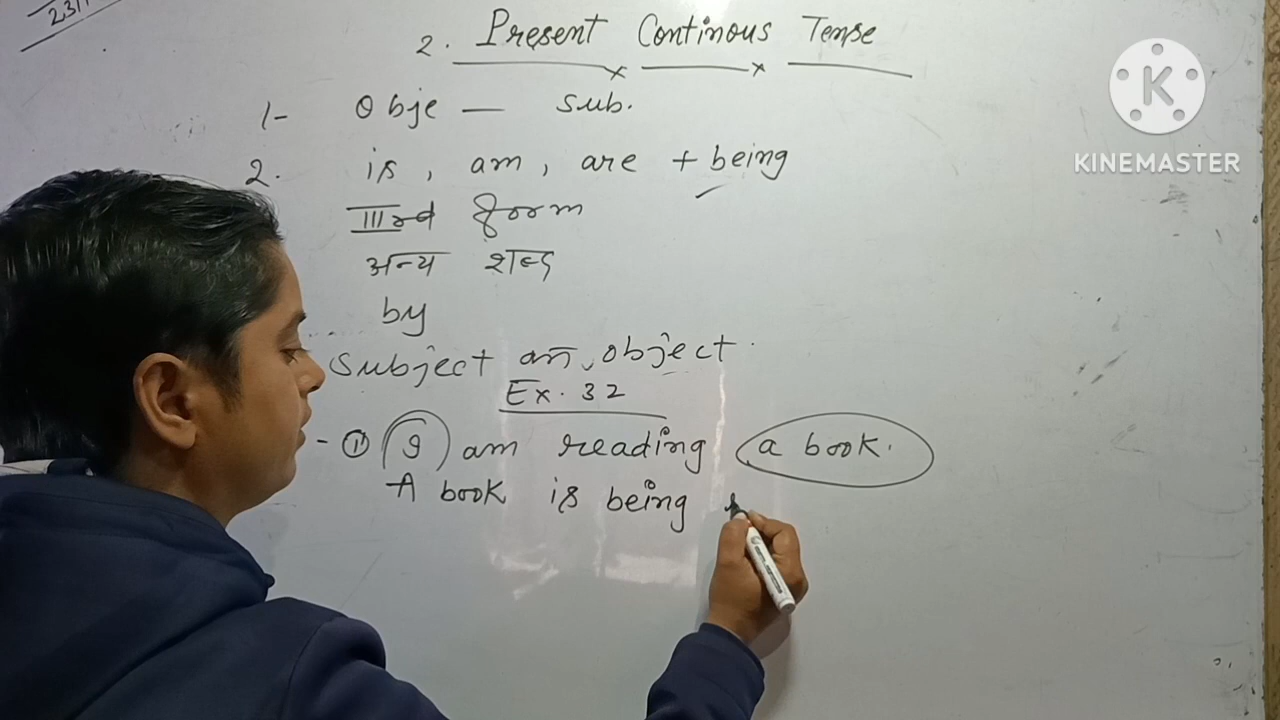 2. Present Continous Tense
1- Obje — sub.
2. is, am, are + being
IIIrd form
अन्य शब्द
by
subject का object.
Ex. 32
- ① I am reading a book.
A book is being
KINEMASTER